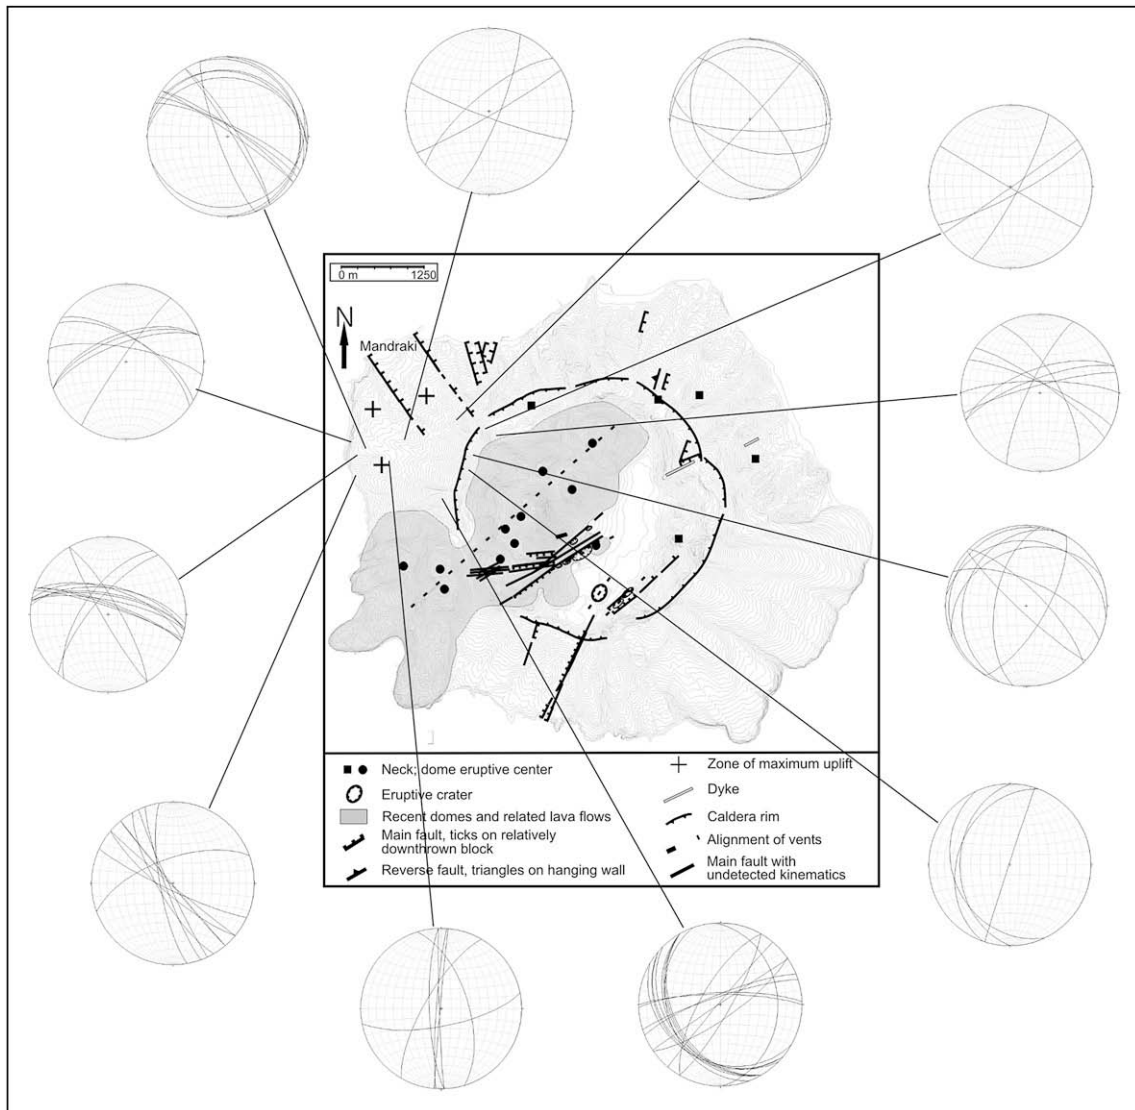 0 m 1250
N
Mandraki
Neck; dome eruptive center
Eruptive crater
Recent domes and related lava flows
Main fault, ticks on relatively
downthrown block
Reverse fault, triangles on hanging wall
Zone of maximum uplift
Dyke
Caldera rim
Alignment of vents
Main fault with
undetected kinematics